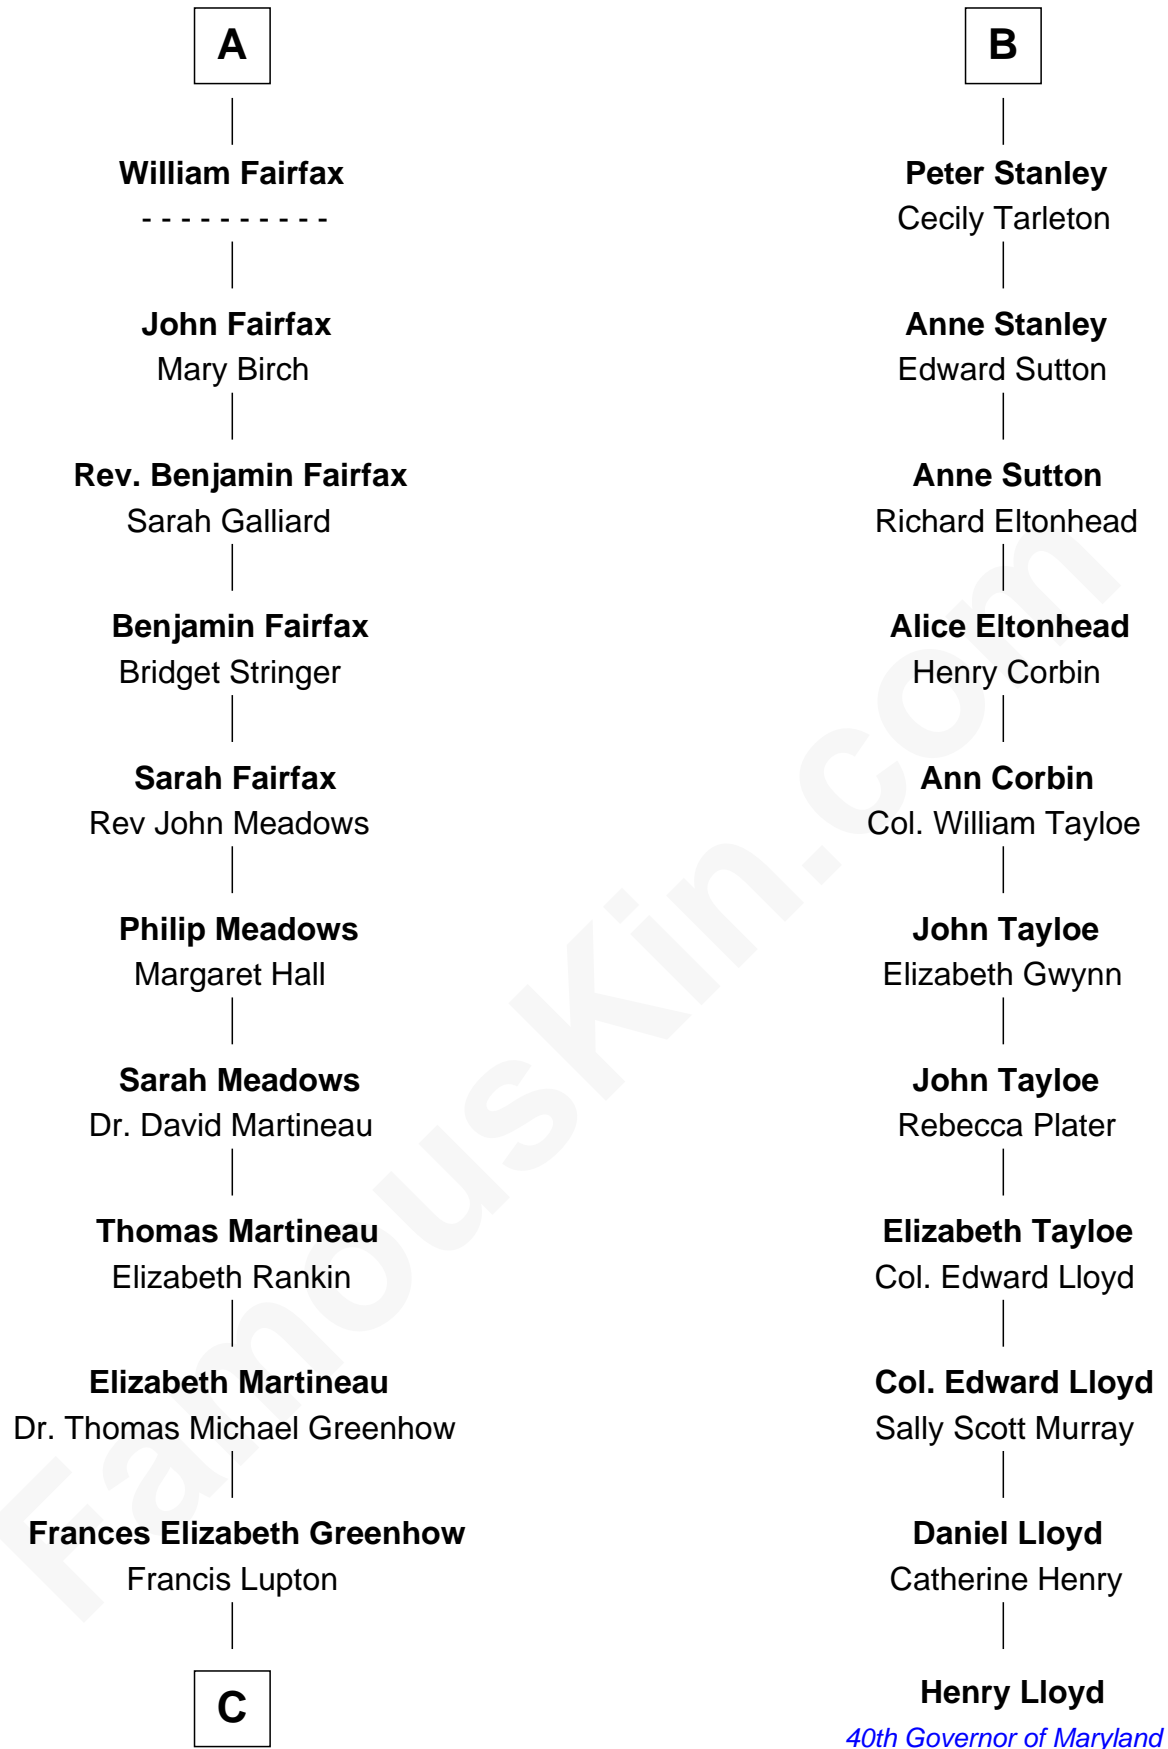 A
William Fairfax
- - - - - - - - - -
John Fairfax
Mary Birch
Rev. Benjamin Fairfax
Sarah Galliard
Benjamin Fairfax
Bridget Stringer
Sarah Fairfax
Rev John Meadows
Philip Meadows
Margaret Hall
Sarah Meadows
Dr. David Martineau
Thomas Martineau
Elizabeth Rankin
Elizabeth Martineau
Dr. Thomas Michael Greenhow
Frances Elizabeth Greenhow
Francis Lupton
C
B
Peter Stanley
Cecily Tarleton
Anne Stanley
Edward Sutton
Anne Sutton
Richard Eltonhead
Alice Eltonhead
Henry Corbin
Ann Corbin
Col. William Tayloe
John Tayloe
Elizabeth Gwynn
John Tayloe
Rebecca Plater
Elizabeth Tayloe
Col. Edward Lloyd
Col. Edward Lloyd
Sally Scott Murray
Daniel Lloyd
Catherine Henry
Henry Lloyd
40th Governor of Maryland
FamousKin.com